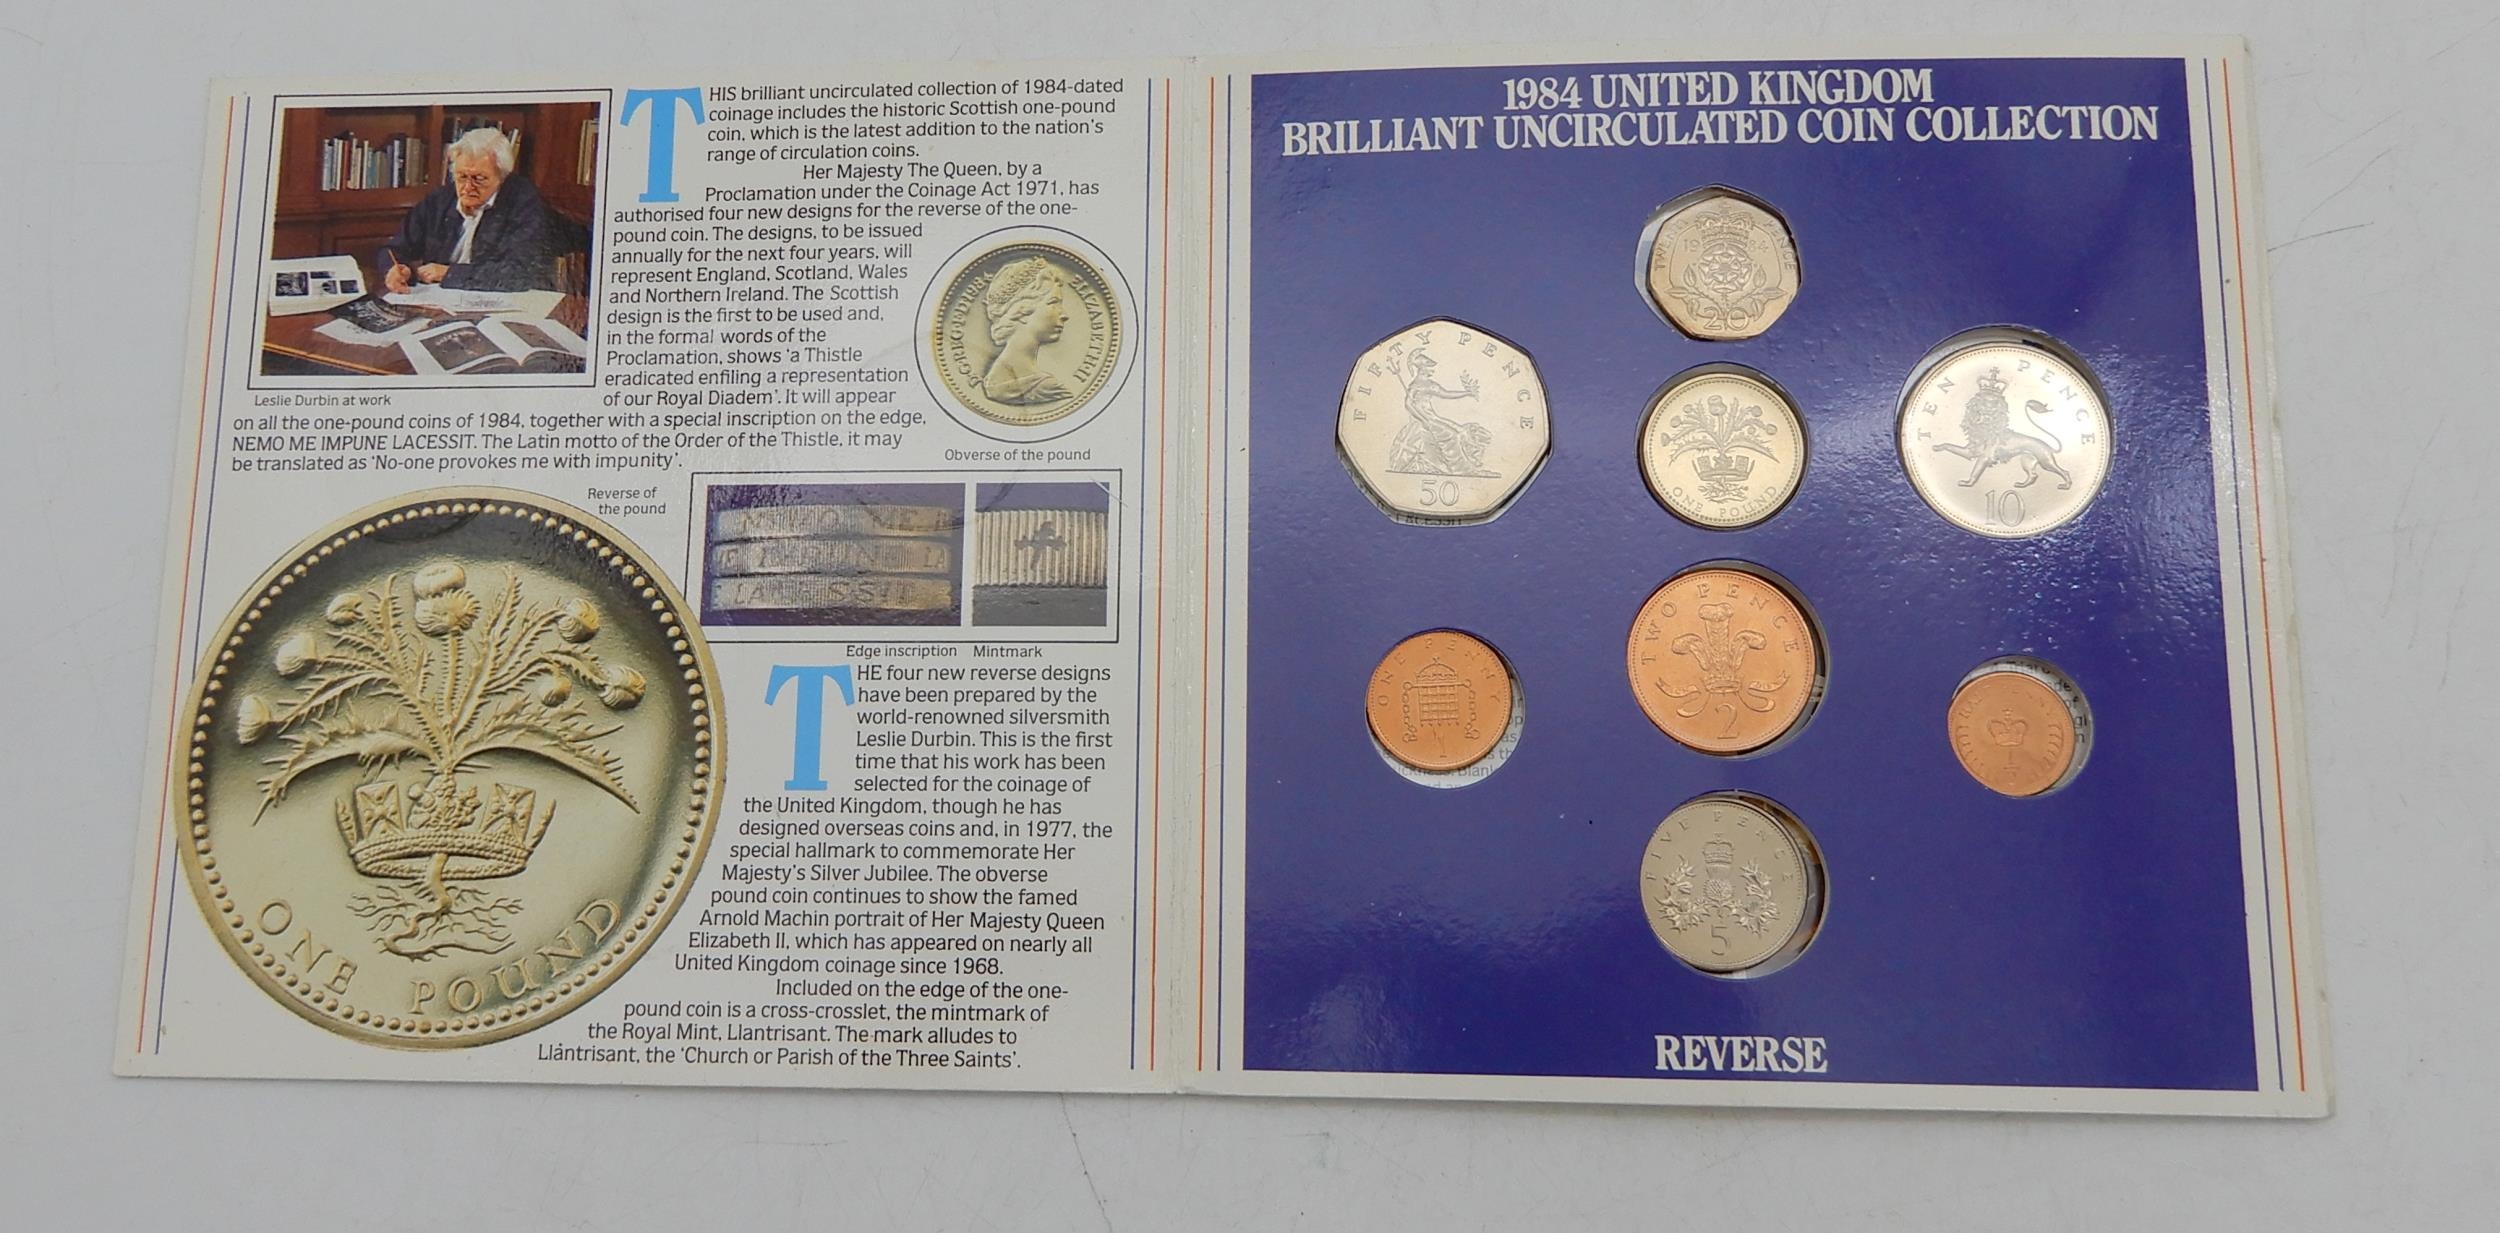 THIS brilliant uncirculated collection of 1984-dated
coinage includes the historic Scottish one-pound
coin, which is the latest addition to the nation's
range of circulation coins.
Her Majesty The Queen, by a
Proclamation under the Coinage Act 1971, has
authorised four new designs for the reverse of the one-
pound coin. The designs, to be issued
annually for the next four years, will
represent England, Scotland, Wales
and Northern Ireland. The Scottish
design is the first to be used and,
in the formal words of the
Proclamation, shows 'a Thistle
eradicated enfiling a representation
of our Royal Diadem'. It will appear
on all the one-pound coins of 1984, together with a special inscription on the edge,
NEMO ME IMPUNE LACESSIT. The Latin motto of the Order of the Thistle, it may
be translated as 'No-one provokes me with impunity'.
Leslie Durbin at work
D·G·REG·F·D·1984
ELIZABETH·II
Obverse of the pound
Reverse of
the pound
ONE POUND
NEMO ME
LA
LACESSIT
Edge inscription
Mintmark
THE four new reverse designs
have been prepared by the
world-renowned silversmith
Leslie Durbin. This is the first
time that his work has been
selected for the coinage of
the United Kingdom, though he has
designed overseas coins and, in 1977, the
special hallmark to commemorate Her
Majesty's Silver Jubilee. The obverse
pound coin continues to show the famed
Arnold Machin portrait of Her Majesty Queen
Elizabeth II, which has appeared on nearly all
United Kingdom coinage since 1968.
Included on the edge of the one-
pound coin is a cross-crosslet, the mintmark of
the Royal Mint, Llantrisant. The mark alludes to
Llantrisant, the 'Church or Parish of the Three Saints'.
1984 UNITED KINGDOM
BRILLIANT UNCIRCULATED COIN COLLECTION
TWENTY PENCE
1984
20
FIFTY PENCE
50
ONE POUND
TEN PENCE
10
ONE PENNY
1
TWO PENCE
2
HALF PENNY
FIVE PENCE
5
REVERSE